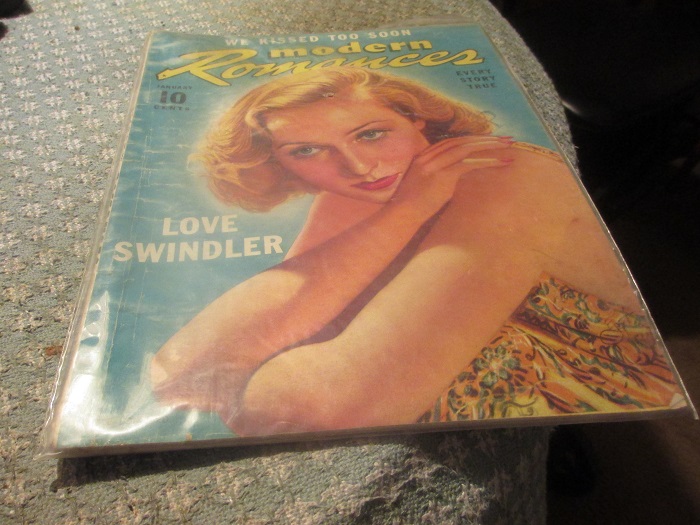 WE KISSED TOO SOON
modern
Romances
JANUARY
10
CENTS
EVERY
STORY
TRUE
LOVE
SWINDLER